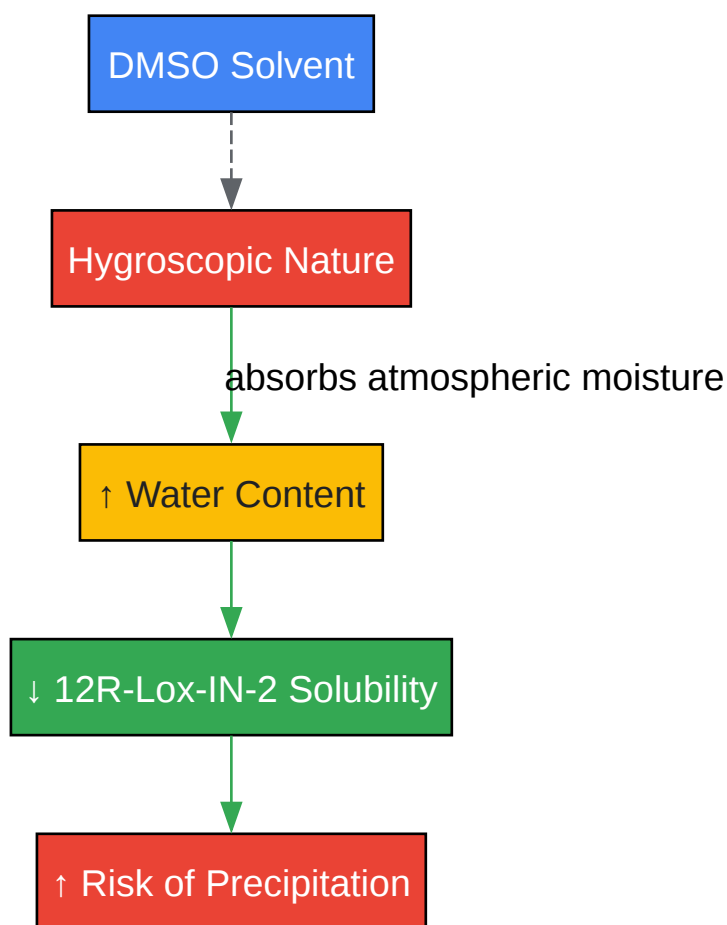 DMSO Solvent
Hygroscopic Nature
absorbs atmospheric moisture
↑ Water Content
↓ 12R-Lox-IN-2 Solubility
↑ Risk of Precipitation